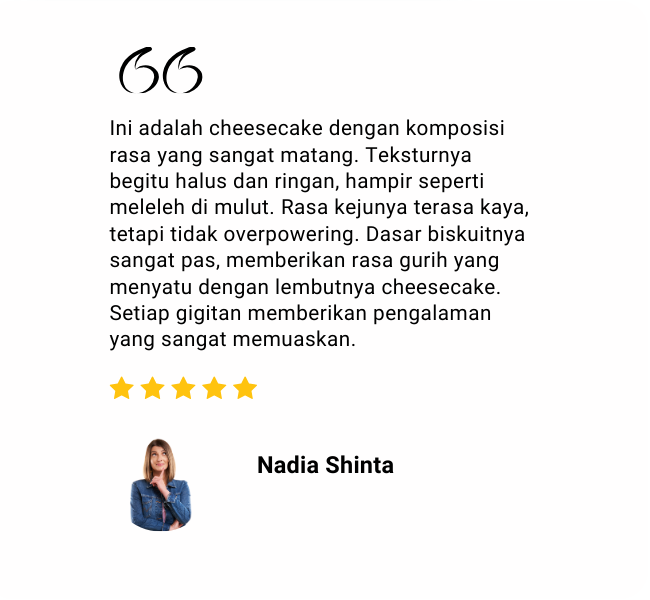 Ini adalah cheesecake dengan komposisi
rasa yang sangat matang. Teksturnya
begitu halus dan ringan, hampir seperti
meleleh di mulut. Rasa kejunya terasa kaya,
tetapi tidak overpowering. Dasar biskuitnya
sangat pas, memberikan rasa gurih yang
menyatu dengan lembutnya cheesecake.
Setiap gigitan memberikan pengalaman
yang sangat memuaskan.
Nadia Shinta